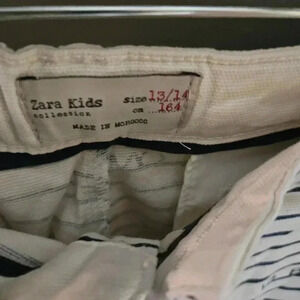 Zara Kids size 13/14
collection cm ...164
MADE IN MOROCCO